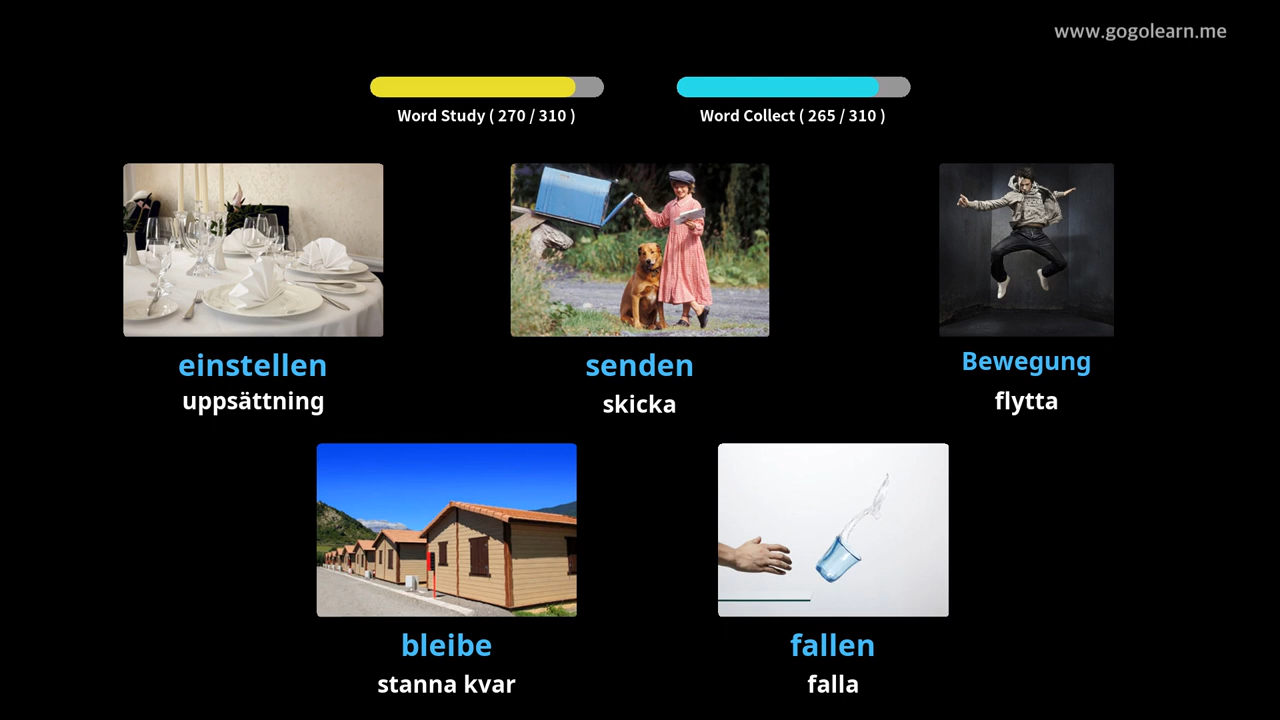 www.gogolearn.me
Word Study ( 270 / 310 )
Word Collect ( 265 / 310 )
einstellen
uppsättning
senden
skicka
Bewegung
flytta
bleibe
stanna kvar
fallen
falla